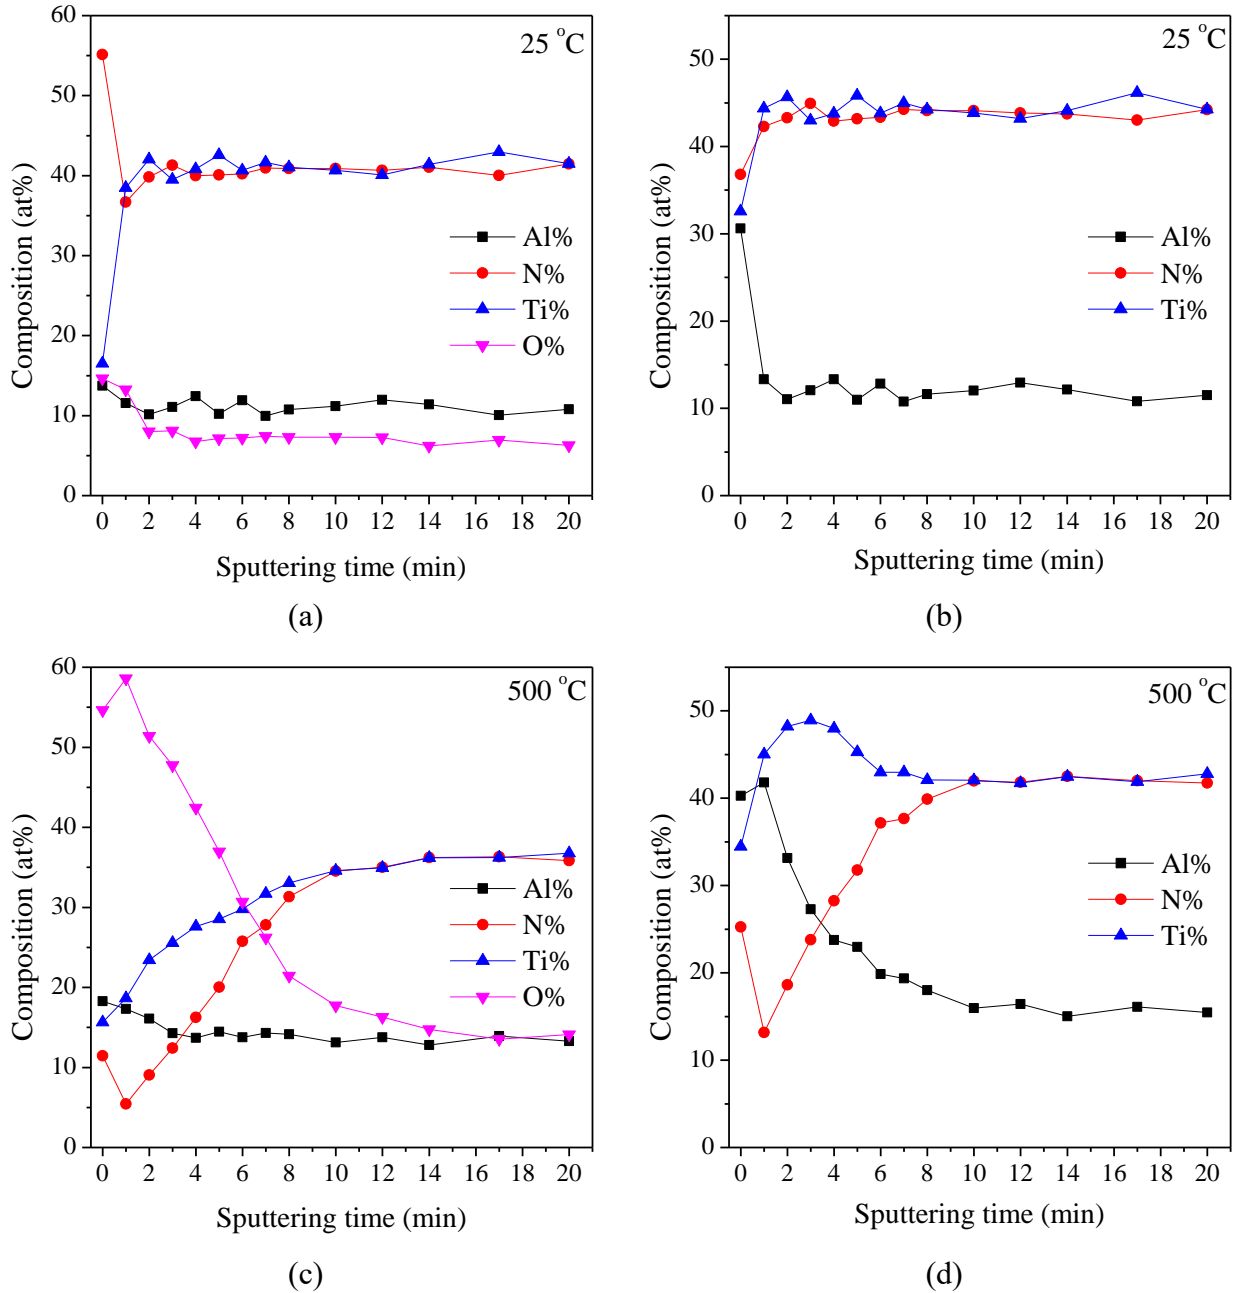 25 °C
60
50
40
30
20
10
0
Composition (at%)
Al%
N%
Ti%
O%
0 2 4 6 8 10 12 14 16 18 20
Sputtering time (min)
(a)
25 °C
50
40
30
20
10
0
Composition (at%)
Al%
N%
Ti%
0 2 4 6 8 10 12 14 16 18 20
Sputtering time (min)
(b)
500 °C
60
50
40
30
20
10
0
Composition (at%)
Al%
N%
Ti%
O%
0 2 4 6 8 10 12 14 16 18 20
Sputtering time (min)
(c)
500 °C
50
40
30
20
10
0
Composition (at%)
Al%
N%
Ti%
0 2 4 6 8 10 12 14 16 18 20
Sputtering time (min)
(d)